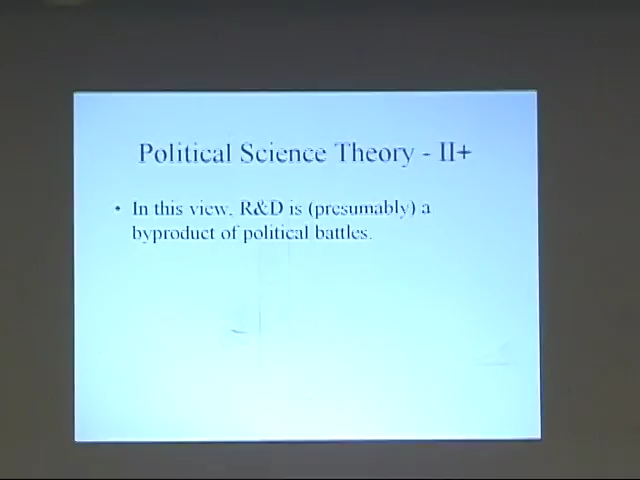 Political Science Theory - II+
• In this view, R&D is (presumably) a
byproduct of political battles.